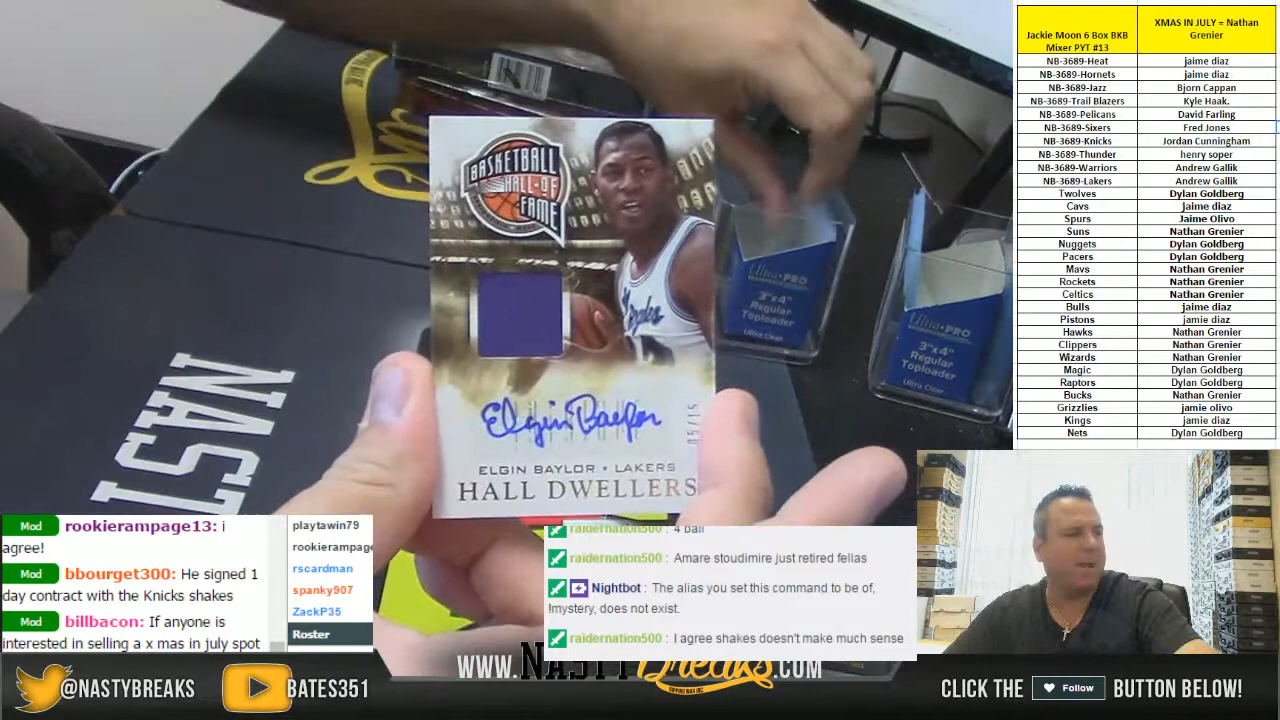 BASKETBALL
HALL-OF
FAME
Elgin Baylor
05/15
ELGIN BAYLOR • LAKERS
HALL DWELLERS
Ultra•PRO
3"x4"
Regular
Toploader
Ultra Clear
Ultra•PRO
3"x4"
Regular
Toploader
Ultra Clear
NAST
Jackie Moon 6 Box BKB
Mixer PYT #13
XMAS IN JULY = Nathan
Grenier
NB-3689-Heat jaime diaz
NB-3689-Hornets jaime diaz
NB-3689-Jazz Bjorn Cappan
NB-3689-Trail Blazers Kyle Haak.
NB-3689-Pelicans David Farling
NB-3689-Sixers Fred Jones
NB-3689-Knicks Jordan Cunningham
NB-3689-Thunder henry soper
NB-3689-Warriors Andrew Gallik
NB-3689-Lakers Andrew Gallik
Twolves Dylan Goldberg
Cavs Jaime diaz
Spurs Jaime Olivo
Suns Nathan Grenier
Nuggets Dylan Goldberg
Pacers Dylan Goldberg
Mavs Nathan Grenier
Rockets Nathan Grenier
Celtics Nathan Grenier
Bulls jaime diaz
Pistons jamie diaz
Hawks Nathan Grenier
Clippers Nathan Grenier
Wizards Nathan Grenier
Magic Dylan Goldberg
Raptors Dylan Goldberg
Bucks Nathan Grenier
Grizzlies jamie olivo
Kings jamie diaz
Nets Dylan Goldberg
Mod rookierampage13: i
agree!
Mod bbourget300: He signed 1
day contract with the Knicks shakes
Mod billbacon: If anyone is
interested in selling a x mas in july spot
playtawin79
rookierampage
rscardman
spanky907
ZackP35
Roster
raidernation500 : 4 ball
raidernation500 : Amare stoudimire just retired fellas
Nightbot : The alias you set this command to be of,
!mystery, does not exist.
raidernation500 : I agree shakes doesn't make much sense
@NASTYBREAKS
BATES351
WWW.NASTYBreaks.COM
RIPPING WAX INC.
CLICK THE Follow BUTTON BELOW!